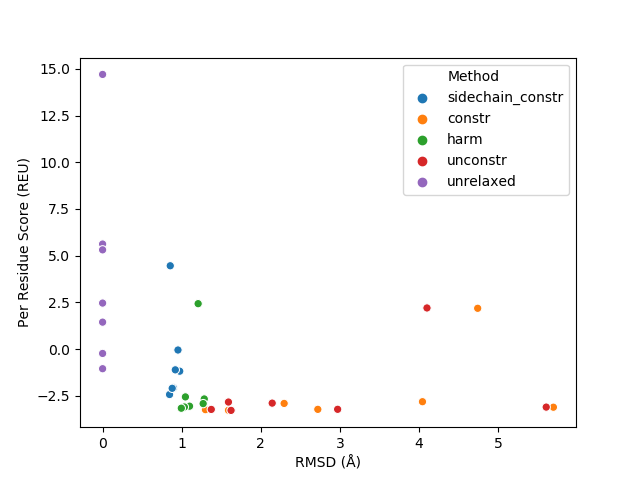 15.0
12.5
10.0
7.5
5.0
2.5
0.0
−2.5
Per Residue Score (REU)
Method
sidechain_constr
constr
harm
unconstr
unrelaxed
0 1 2 3 4 5
RMSD (Å)